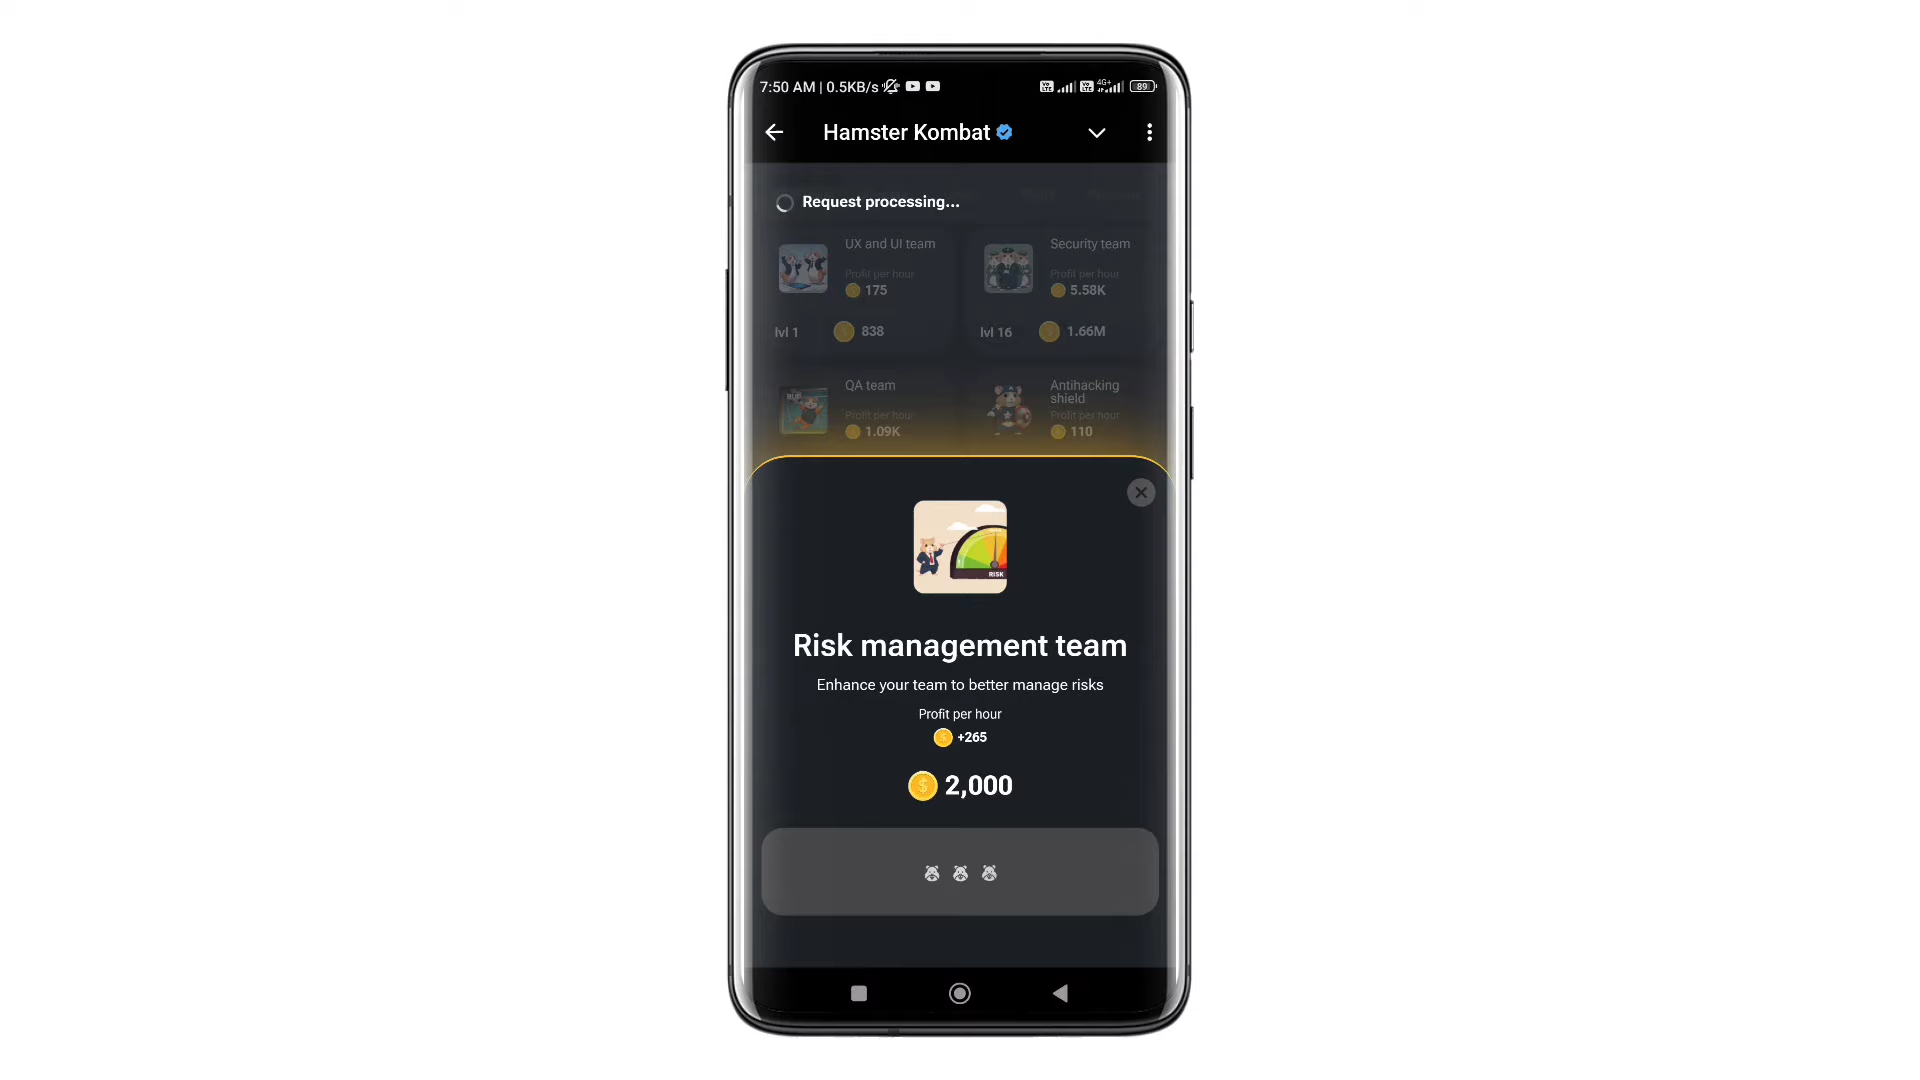 7:50 AM | 0.5KB/s
4G+
89
Hamster Kombat
Request processing...
UX and UI team
Profit per hour
175
lvl 1
838
Security team
Profit per hour
5.58K
lvl 16
1.66M
QA team
Profit per hour
1.09K
Antihacking
shield
Profit per hour
110
RISK
Risk management team
Enhance your team to better manage risks
Profit per hour
+265
2,000